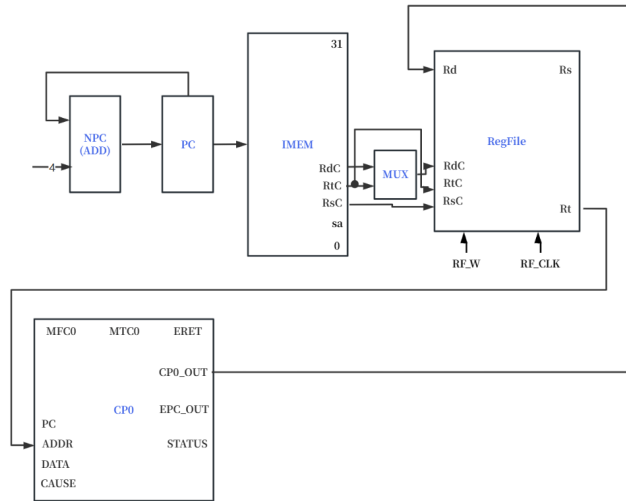 31
Rd
Rs
NPC
(ADD)
PC
IMEM
RegFile
4
RdC
RtC
RsC
MUX
RdC
RtC
RsC
sa
0
Rt
RF_W
RF_CLK
MFC0
MTC0
ERET
CP0_OUT
CP0
EPC_OUT
PC
ADDR
STATUS
DATA
CAUSE